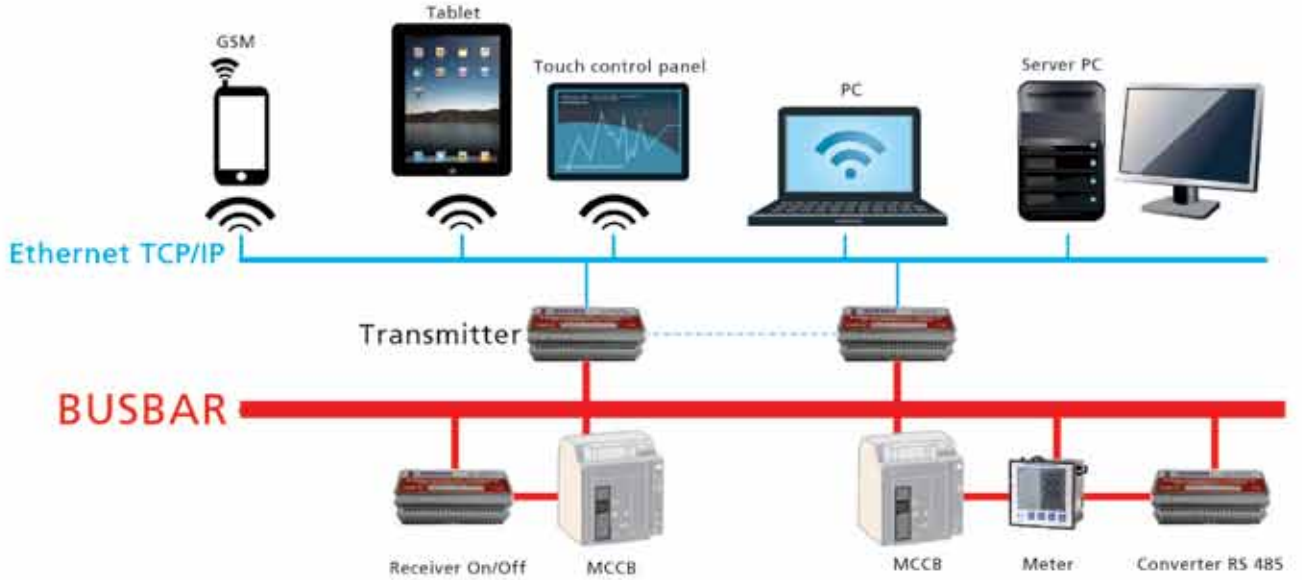 Tablet
GSM
Touch control panel
PC
Server PC
Ethernet TCP/IP
Transmitter
BUSBAR
Receiver On/Off
MCCB
MCCB
Meter
Converter RS 485